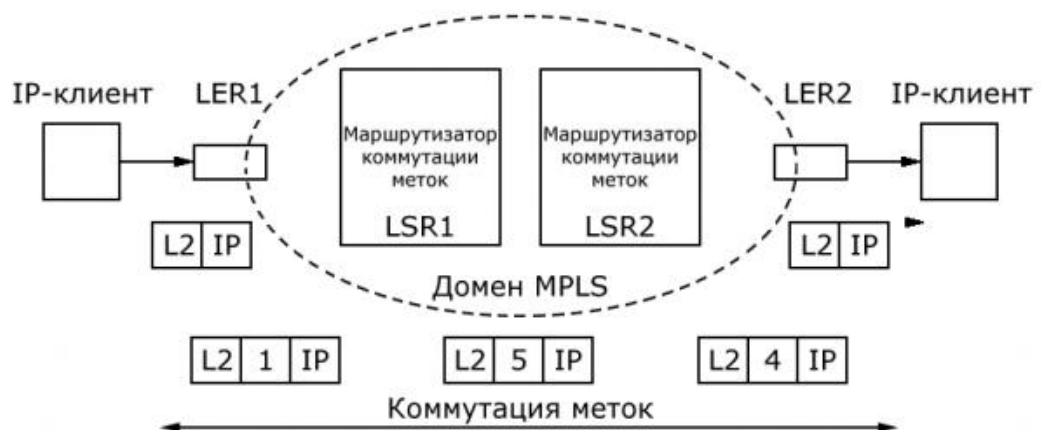 IP-клиент LER1 LER2 IP-клиент
Маршрутизатор
коммутации
меток
LSR1
Маршрутизатор
коммутации
меток
LSR2
L2 IP
L2 IP
Домен MPLS
L2 1 IP
L2 5 IP
L2 4 IP
Коммутация меток